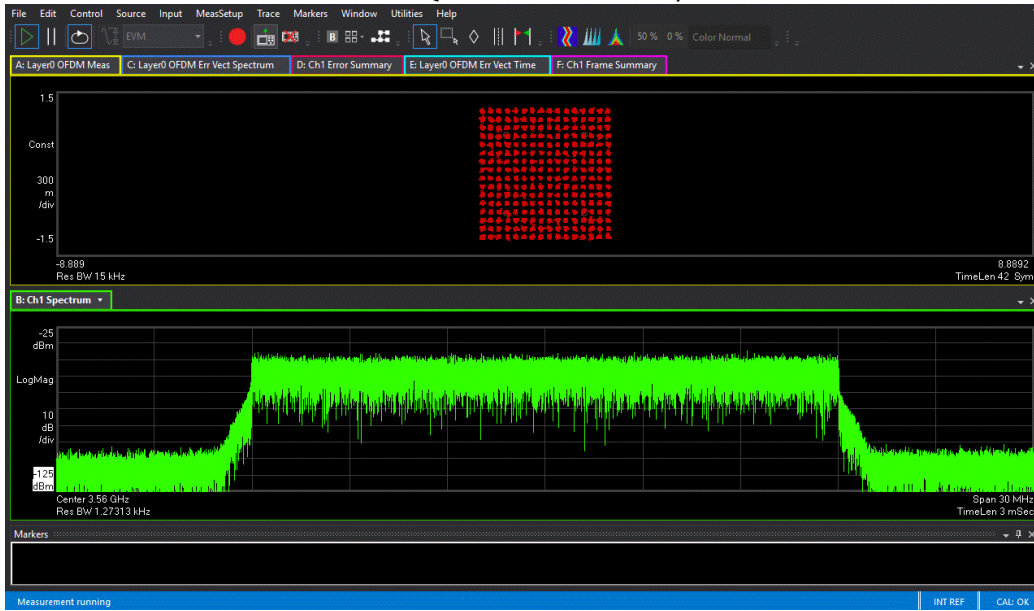 File Edit Control Source Input MeasSetup Trace Markers Window Utilities Help
EVM B 50 % 0 % Color Normal
A: Layer0 OFDM Meas C: Layer0 OFDM Err Vect Spectrum D: Ch1 Error Summary E: Layer0 OFDM Err Vect Time F: Ch1 Frame Summary
1.5
Const
300
m
/div
-1.5
-8.889 8.8892
Res BW 15 kHz TimeLen 42 Sym
B: Ch1 Spectrum
-25
dBm
LogMag
10
dB
/div
-125
dBm
Center 3.56 GHz Span 30 MHz
Res BW 1.27313 kHz TimeLen 3 mSec
Markers
Measurement running INT REF CAL: OK